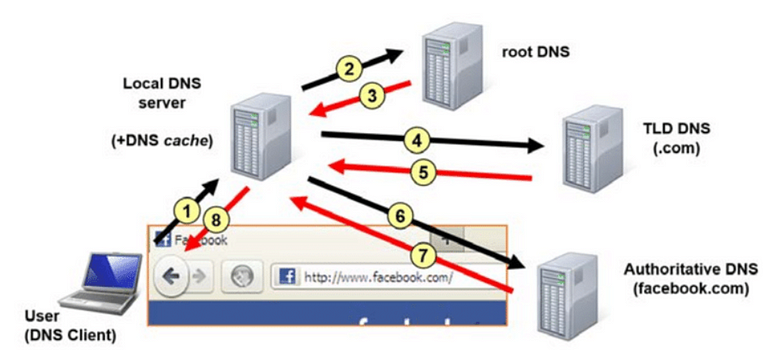 root DNS
Local DNS
server
(+DNS cache)
2
3
4
5
TLD DNS
(.com)
1
8
6
7
Facebook
http://www.facebook.com/
Authoritative DNS
(facebook.com)
User
(DNS Client)